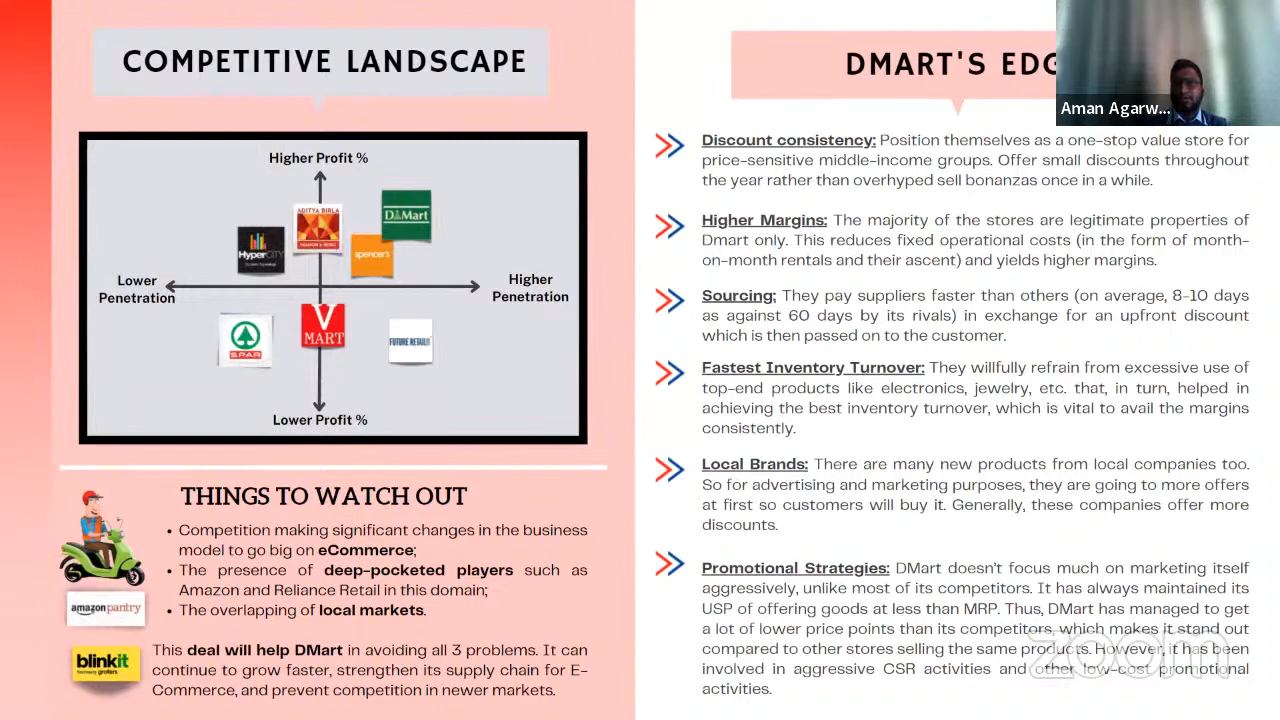 COMPETITIVE LANDSCAPE
Higher Profit %
ADITYA BIRLA
FASHION & RETAIL
DMart
HyperCITY
spencer's
Lower
Penetration
Higher
Penetration
SPAR
V
MART
FUTURE RETAIL
Lower Profit %
THINGS TO WATCH OUT
• Competition making significant changes in the business
model to go big on eCommerce;
• The presence of deep-pocketed players such as
Amazon and Reliance Retail in this domain;
• The overlapping of local markets.
amazon pantry
blinkit
formerly grofers
This deal will help DMart in avoiding all 3 problems. It can
continue to grow faster, strengthen its supply chain for E-
Commerce, and prevent competition in newer markets.
DMART'S EDG
Aman Agarw...
Discount consistency: Position themselves as a one-stop value store for
price-sensitive middle-income groups. Offer small discounts throughout
the year rather than overhyped sell bonanzas once in a while.
Higher Margins: The majority of the stores are legitimate properties of
Dmart only. This reduces fixed operational costs (in the form of month-
on-month rentals and their ascent) and yields higher margins.
Sourcing: They pay suppliers faster than others (on average, 8-10 days
as against 60 days by its rivals) in exchange for an upfront discount
which is then passed on to the customer.
Fastest Inventory Turnover: They willfully refrain from excessive use of
top-end products like electronics, jewelry, etc. that, in turn, helped in
achieving the best inventory turnover, which is vital to avail the margins
consistently.
Local Brands: There are many new products from local companies too.
So for advertising and marketing purposes, they are going to more offers
at first so customers will buy it. Generally, these companies offer more
discounts.
Promotional Strategies: DMart doesn't focus much on marketing itself
aggressively, unlike most of its competitors. It has always maintained its
USP of offering goods at less than MRP. Thus, DMart has managed to get
a lot of lower price points than its competitors, which makes it stand out
compared to other stores selling the same products. However, it has been
involved in aggressive CSR activities and other low-cost promotional
activities.
zoom